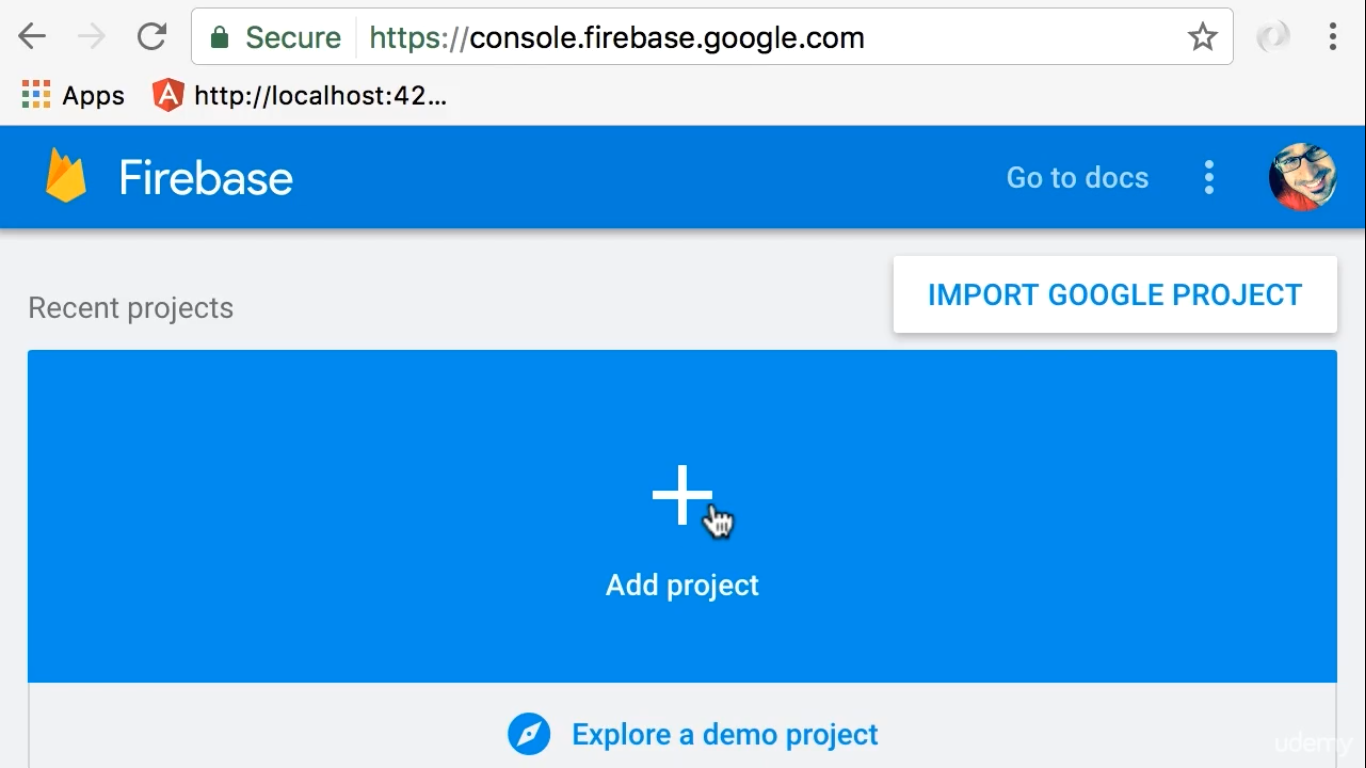 Secure https://console.firebase.google.com
Apps http://localhost:42...
Firebase Go to docs
IMPORT GOOGLE PROJECT
Recent projects
Add project
Explore a demo project
udemy